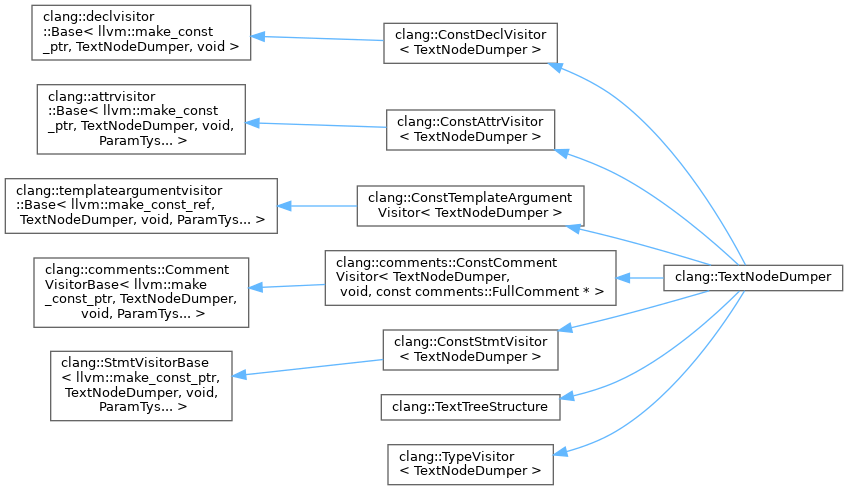 clang::declvisitor
::Base< llvm::make_const
_ptr, TextNodeDumper, void >
clang::ConstDeclVisitor
< TextNodeDumper >
clang::attrvisitor
::Base< llvm::make_const
_ptr, TextNodeDumper, void,
ParamTys... >
clang::ConstAttrVisitor
< TextNodeDumper >
clang::templateargumentvisitor
::Base< llvm::make_const_ref,
TextNodeDumper, void, ParamTys... >
clang::ConstTemplateArgument
Visitor< TextNodeDumper >
clang::comments::Comment
VisitorBase< llvm::make
_const_ptr, TextNodeDumper,
void, ParamTys... >
clang::comments::ConstComment
Visitor< TextNodeDumper,
void, const comments::FullComment * >
clang::TextNodeDumper
clang::StmtVisitorBase
< llvm::make_const_ptr,
TextNodeDumper, void,
ParamTys... >
clang::ConstStmtVisitor
< TextNodeDumper >
clang::TextTreeStructure
clang::TypeVisitor
< TextNodeDumper >